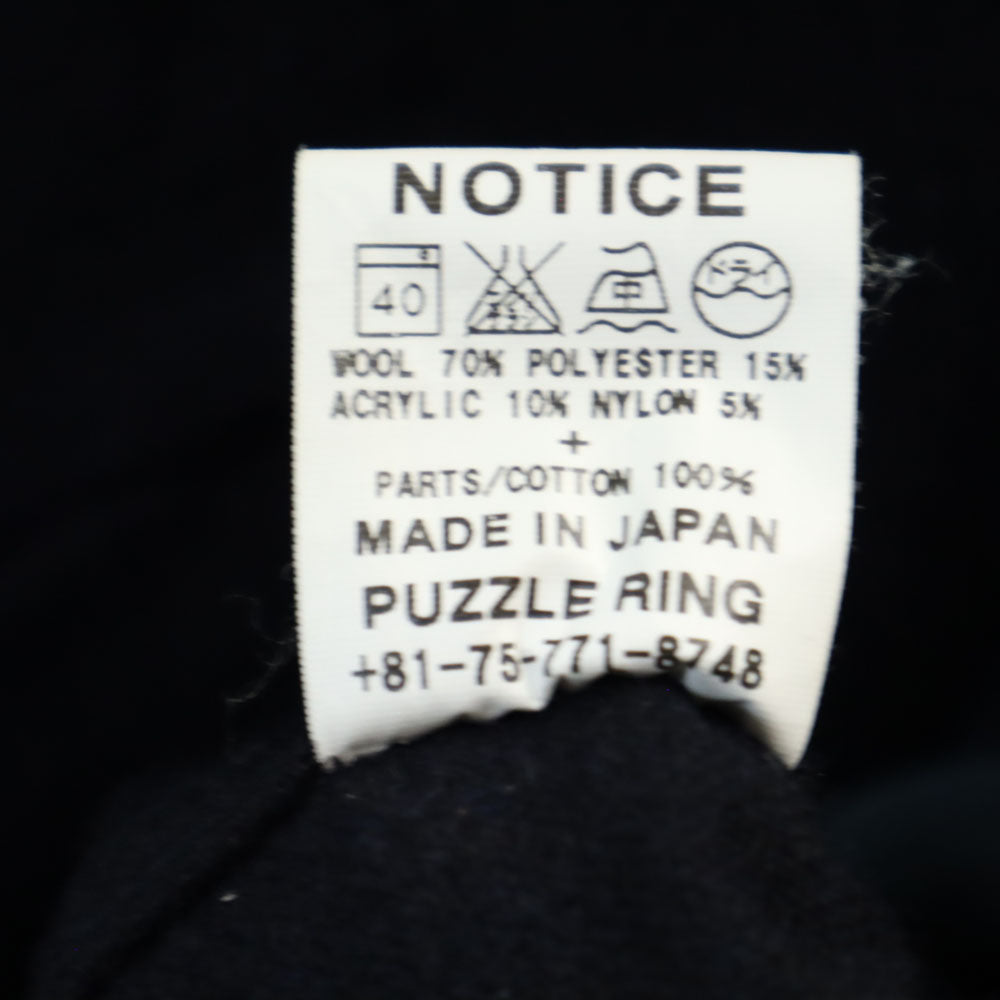 NOTICE
40 中 ドライ
WOOL 70% POLYESTER 15%
ACRYLIC 10% NYLON 5%
+
PARTS/COTTON 100%
MADE IN JAPAN
PUZZLE RING
+81-75-771-8748